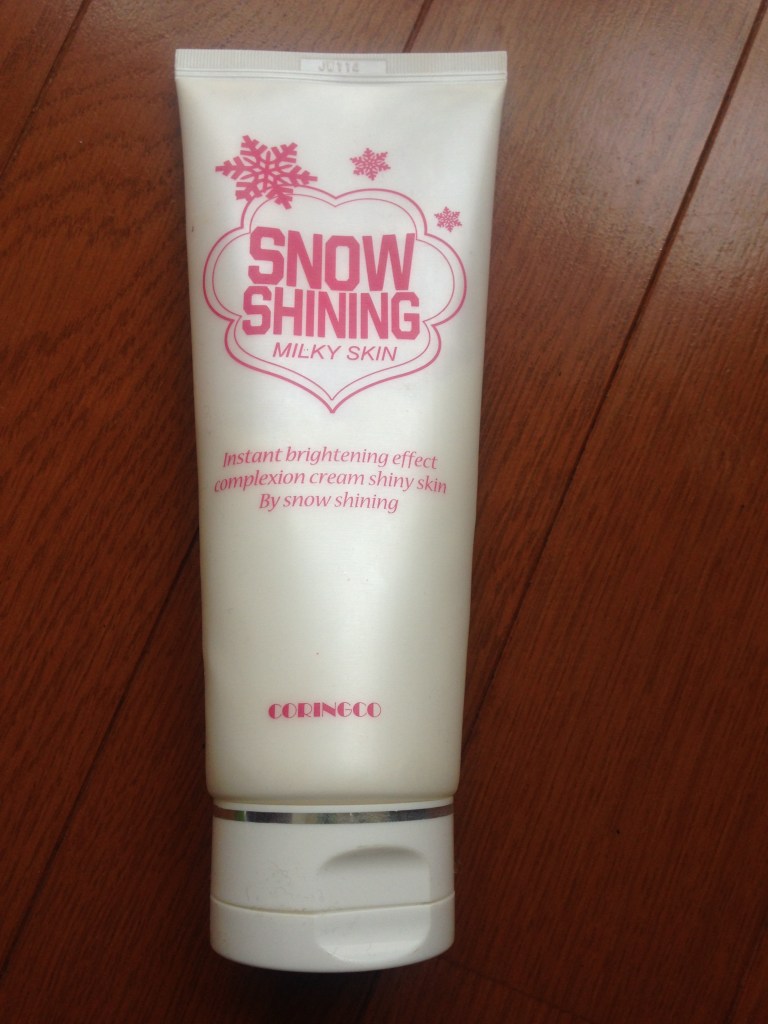 SNOW
SHINING
MILKY SKIN
Instant brightening effect
complexion cream shiny skin
By snow shining
CORINGCO